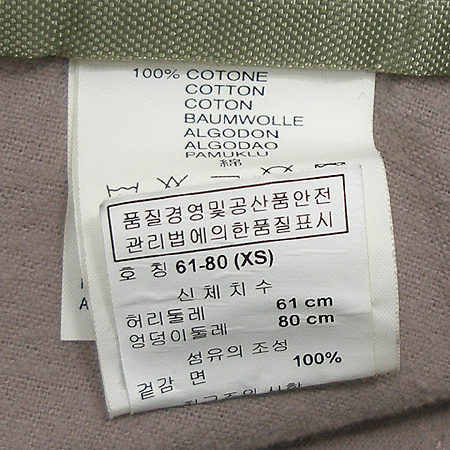 100% COTONE
COTTON
COTON
BAUMWOLLE
ALGODON
ALGODAO
PAMUKLU
綿
품질경영및공산품안전
관리법에의한품질표시
호 칭 61-80 (XS)
신체치수
허리둘레 61 cm
엉덩이둘레 80 cm
섬유의 조성
겉감 면 100%